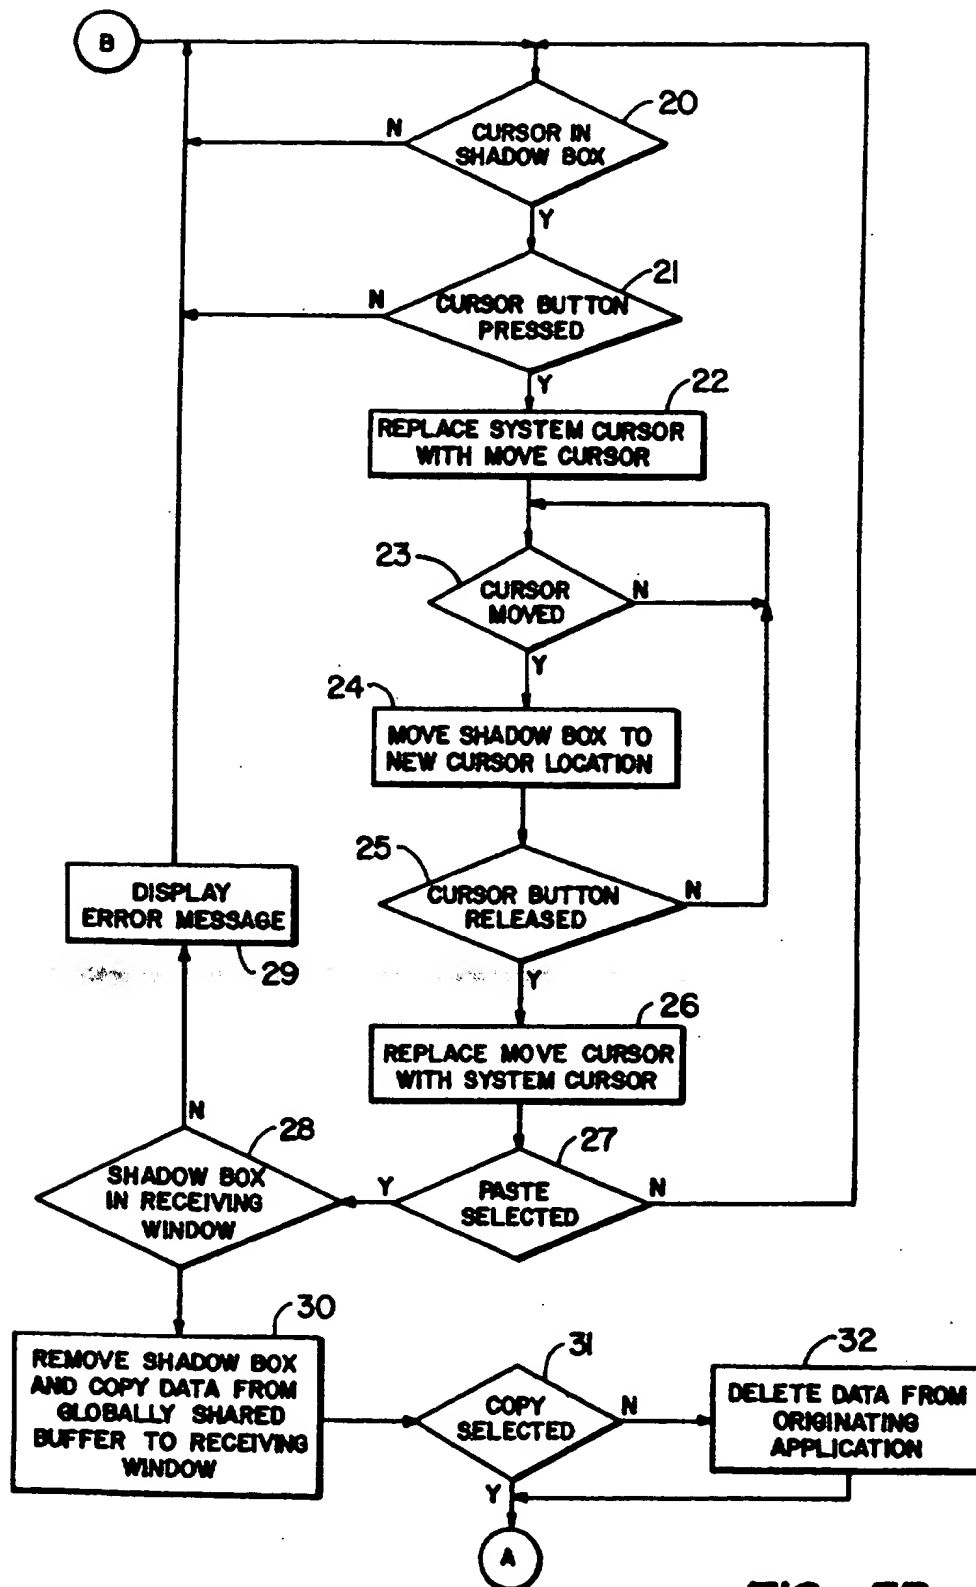 B
20
N
CURSOR IN
SHADOW BOX
Y
21
N
CURSOR BUTTON
PRESSED
Y
22
REPLACE SYSTEM CURSOR
WITH MOVE CURSOR
23
CURSOR
MOVED
N
Y
24
MOVE SHADOW BOX TO
NEW CURSOR LOCATION
25
CURSOR BUTTON
RELEASED
N
Y
DISPLAY
ERROR MESSAGE
29
26
REPLACE MOVE CURSOR
WITH SYSTEM CURSOR
N
28
SHADOW BOX
IN RECEIVING
WINDOW
Y
27
PASTE
SELECTED
N
30
REMOVE SHADOW BOX
AND COPY DATA FROM
GLOBALLY SHARED
BUFFER TO RECEIVING
WINDOW
31
COPY
SELECTED
N
Y
32
DELETE DATA FROM
ORIGINATING
APPLICATION
A